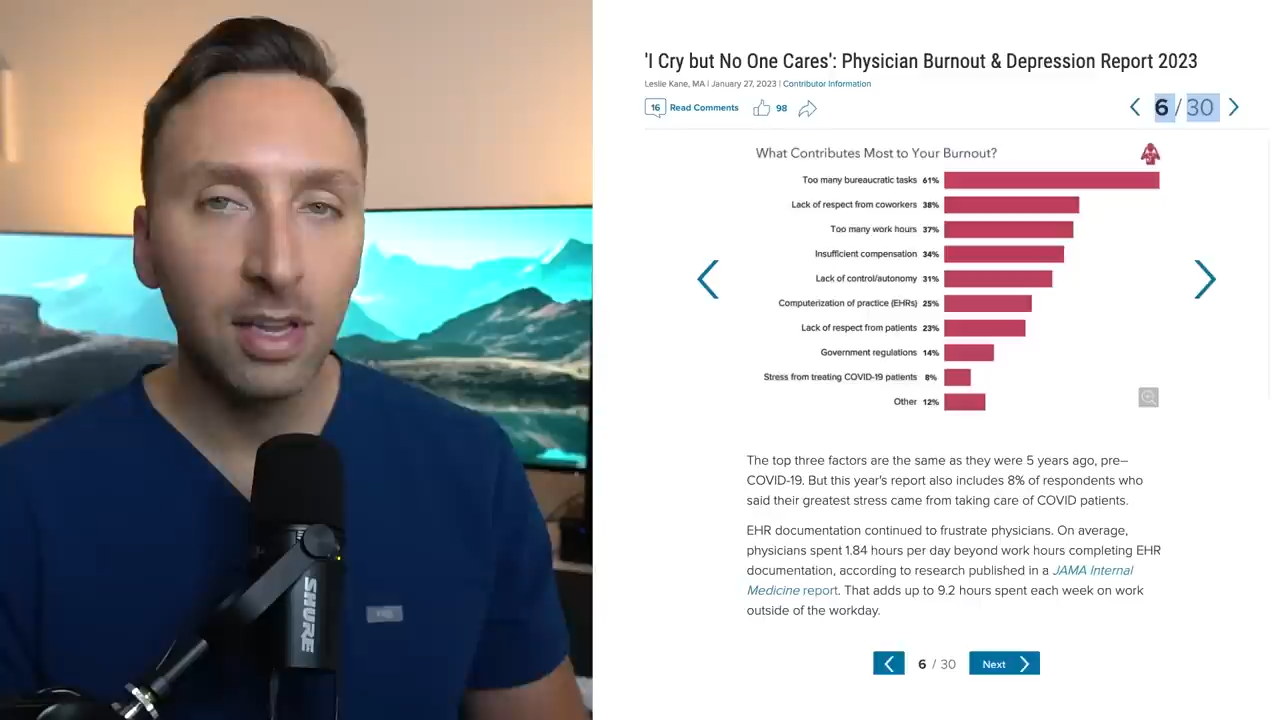 'I Cry but No One Cares': Physician Burnout & Depression Report 2023
Leslie Kane, MA | January 27, 2023 | Contributor Information
16 Read Comments 98
6 / 30
What Contributes Most to Your Burnout?
Too many bureaucratic tasks 61%
Lack of respect from coworkers 38%
Too many work hours 37%
Insufficient compensation 34%
Lack of control/autonomy 31%
Computerization of practice (EHRs) 25%
Lack of respect from patients 23%
Government regulations 14%
Stress from treating COVID-19 patients 8%
Other 12%
The top three factors are the same as they were 5 years ago, pre–
COVID-19. But this year's report also includes 8% of respondents who
said their greatest stress came from taking care of COVID patients.
EHR documentation continued to frustrate physicians. On average,
physicians spent 1.84 hours per day beyond work hours completing EHR
documentation, according to research published in a JAMA Internal
Medicine report. That adds up to 9.2 hours spent each week on work
outside of the workday.
6 / 30 Next
SHURE